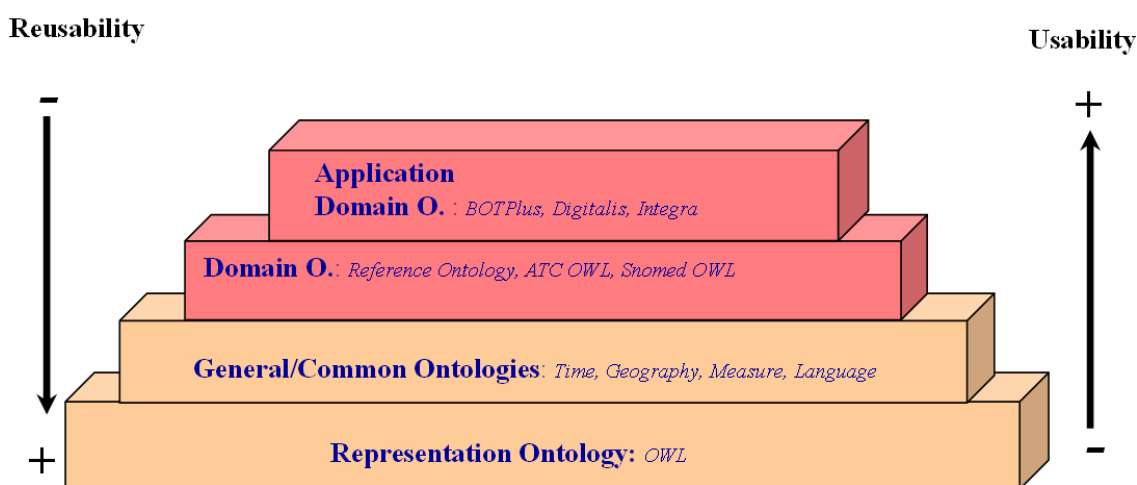 Reusability
Usability
-
+
Application
Domain O. : BOTPlus, Digitalis, Integra
Domain O.: Reference Ontology, ATC OWL, Snomed OWL
General/Common Ontologies: Time, Geography, Measure, Language
+
-
Representation Ontology: OWL